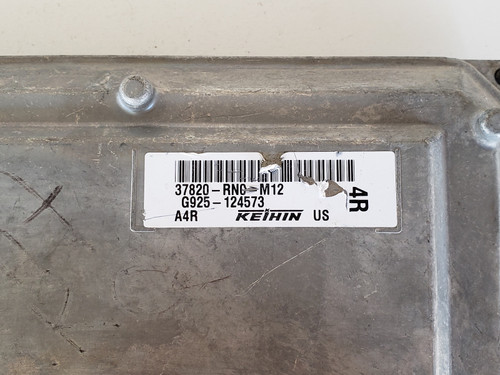 37820-RN0-M12
G925-124573
A4R KEIHIN US
4R